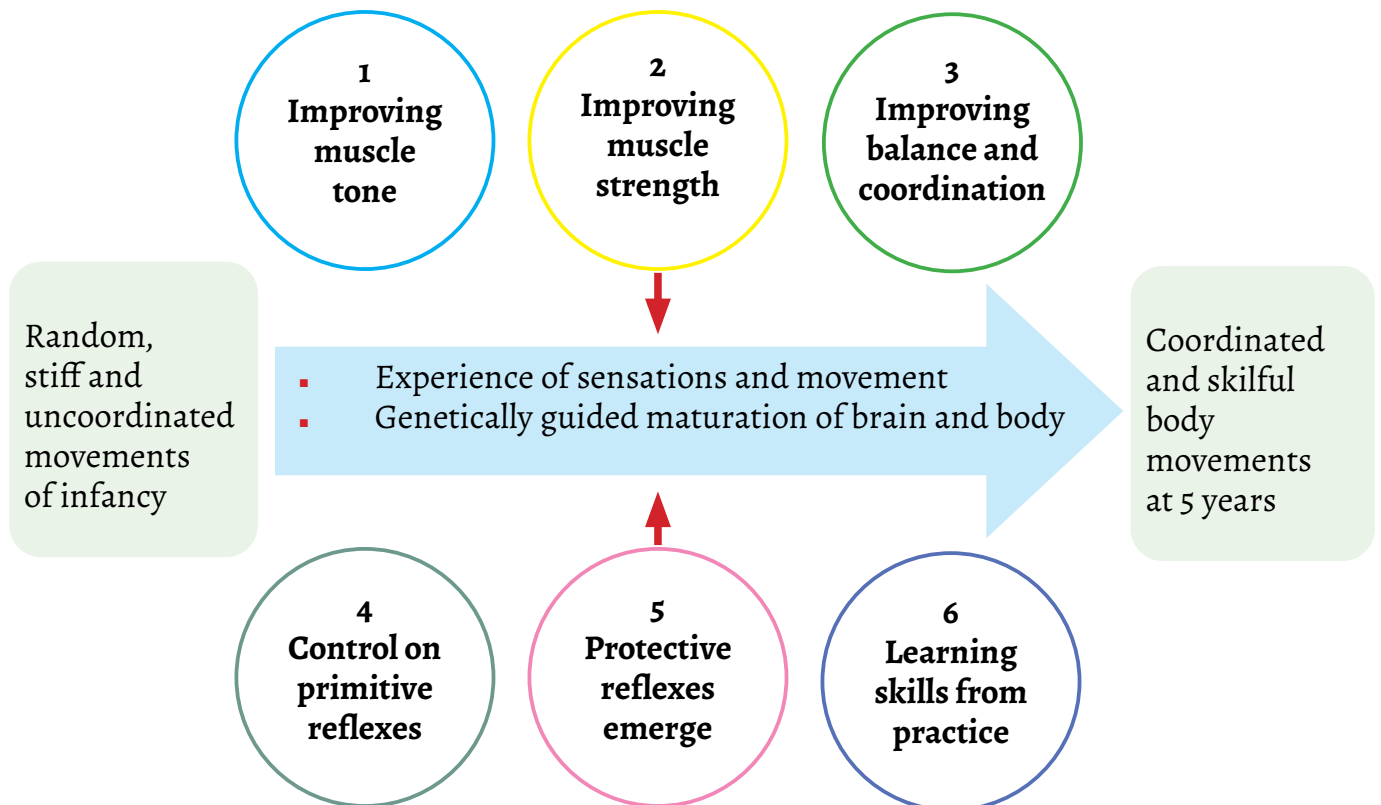 1
Improving
muscle
tone
2
Improving
muscle
strength
3
Improving
balance and
coordination
Random,
stiff and
uncoordinated
movements
of infancy
▪ Experience of sensations and movement
▪ Genetically guided maturation of brain and body
Coordinated
and skilful
body
movements
at 5 years
4
Control on
primitive
reflexes
5
Protective
reflexes
emerge
6
Learning
skills from
practice